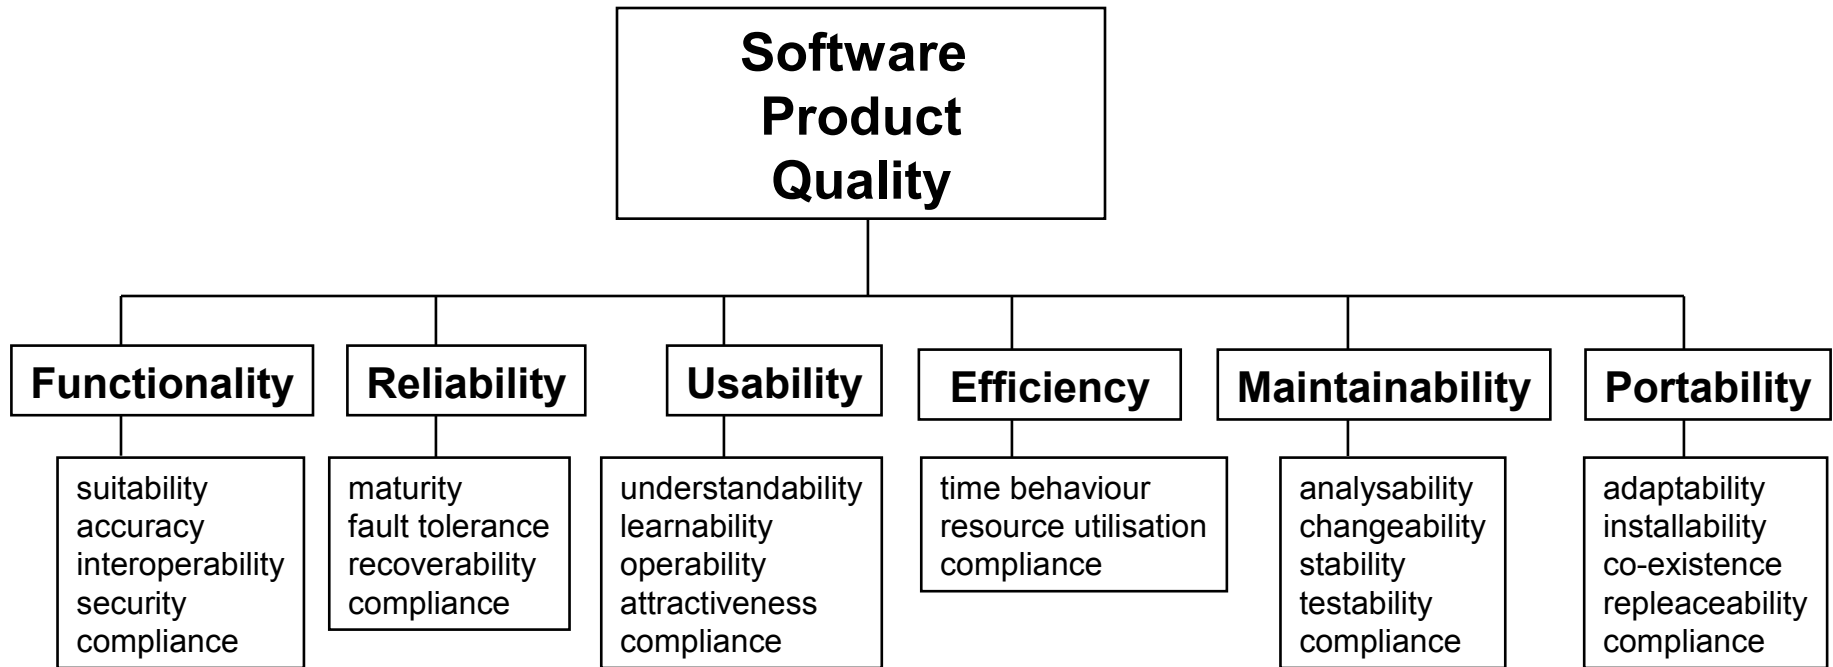 Software
Product
Quality
Functionality
Reliability
Usability
Efficiency
Maintainability
Portability
suitability
accuracy
interoperability
security
compliance
maturity
fault tolerance
recoverability
compliance
understandability
learnability
operability
attractiveness
compliance
time behaviour
resource utilisation
compliance
analysability
changeability
stability
testability
compliance
adaptability
installability
co-existence
repleaceability
compliance